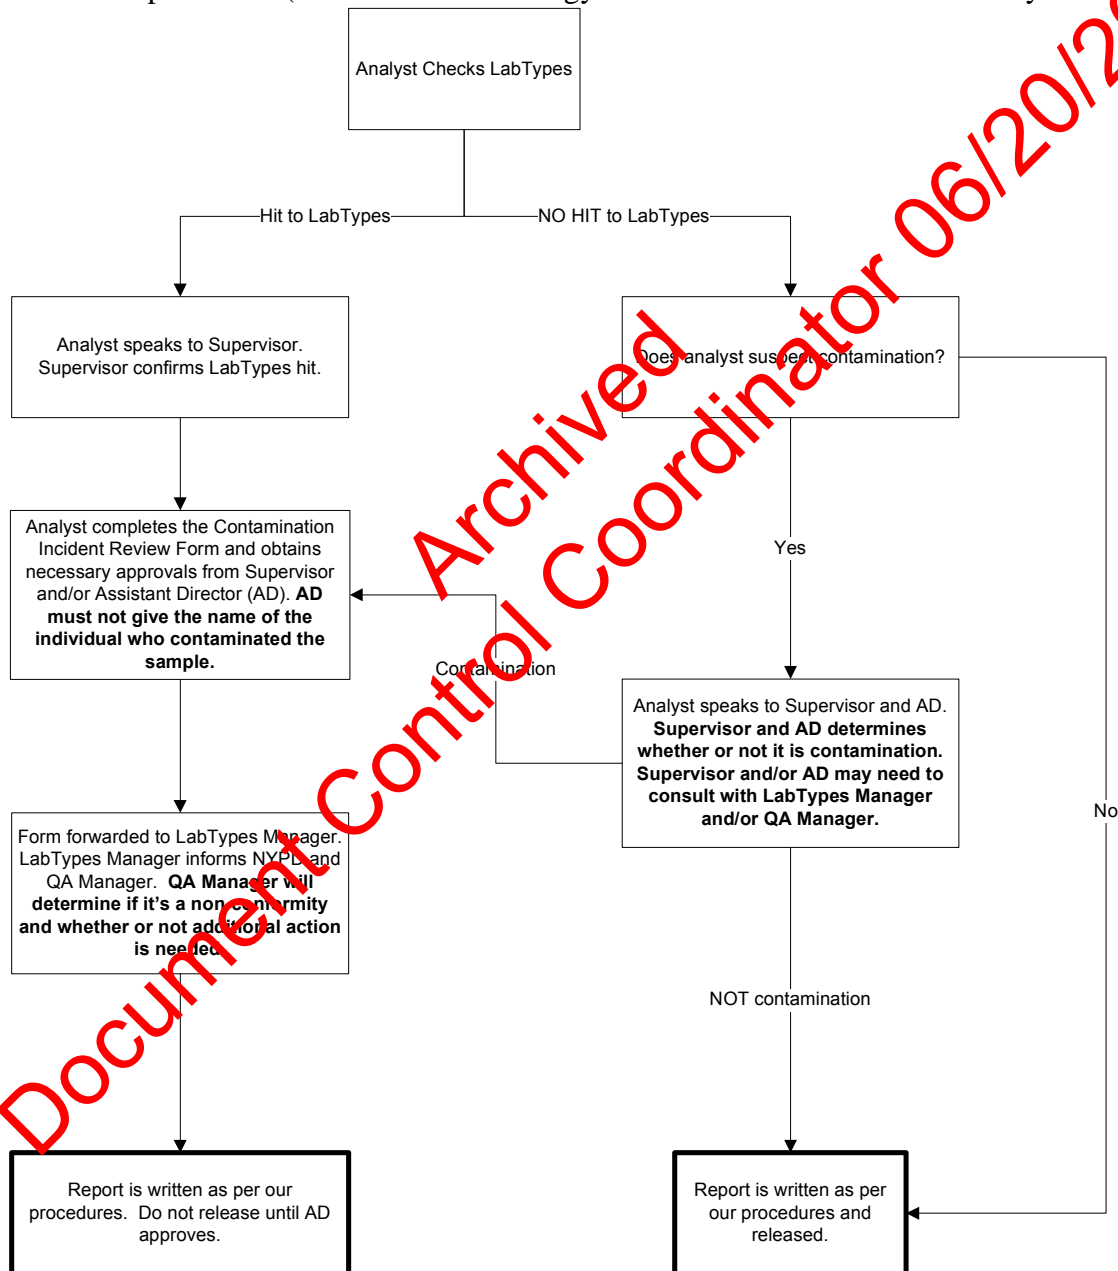 Analyst Checks LabTypes
Hit to LabTypes
NO HIT to LabTypes
Analyst speaks to Supervisor.
Supervisor confirms LabTypes hit.
Does analyst suspect contamination?
Analyst completes the Contamination
Incident Review Form and obtains
necessary approvals from Supervisor
and/or Assistant Director (AD). AD
must not give the name of the
individual who contaminated the
sample.
Yes
Contamination
Analyst speaks to Supervisor and AD.
Supervisor and AD determines
whether or not it is contamination.
Supervisor and/or AD may need to
consult with LabTypes Manager
and/or QA Manager.
No
Form forwarded to LabTypes Manager.
LabTypes Manager informs NYPD and
QA Manager. QA Manager will
determine if it's a non-conformity
and whether or not additional action
is needed
NOT contamination
Report is written as per our
procedures. Do not release until AD
approves.
Report is written as per
our procedures and
released.
Archived
Document Control Coordinator 06/20/2